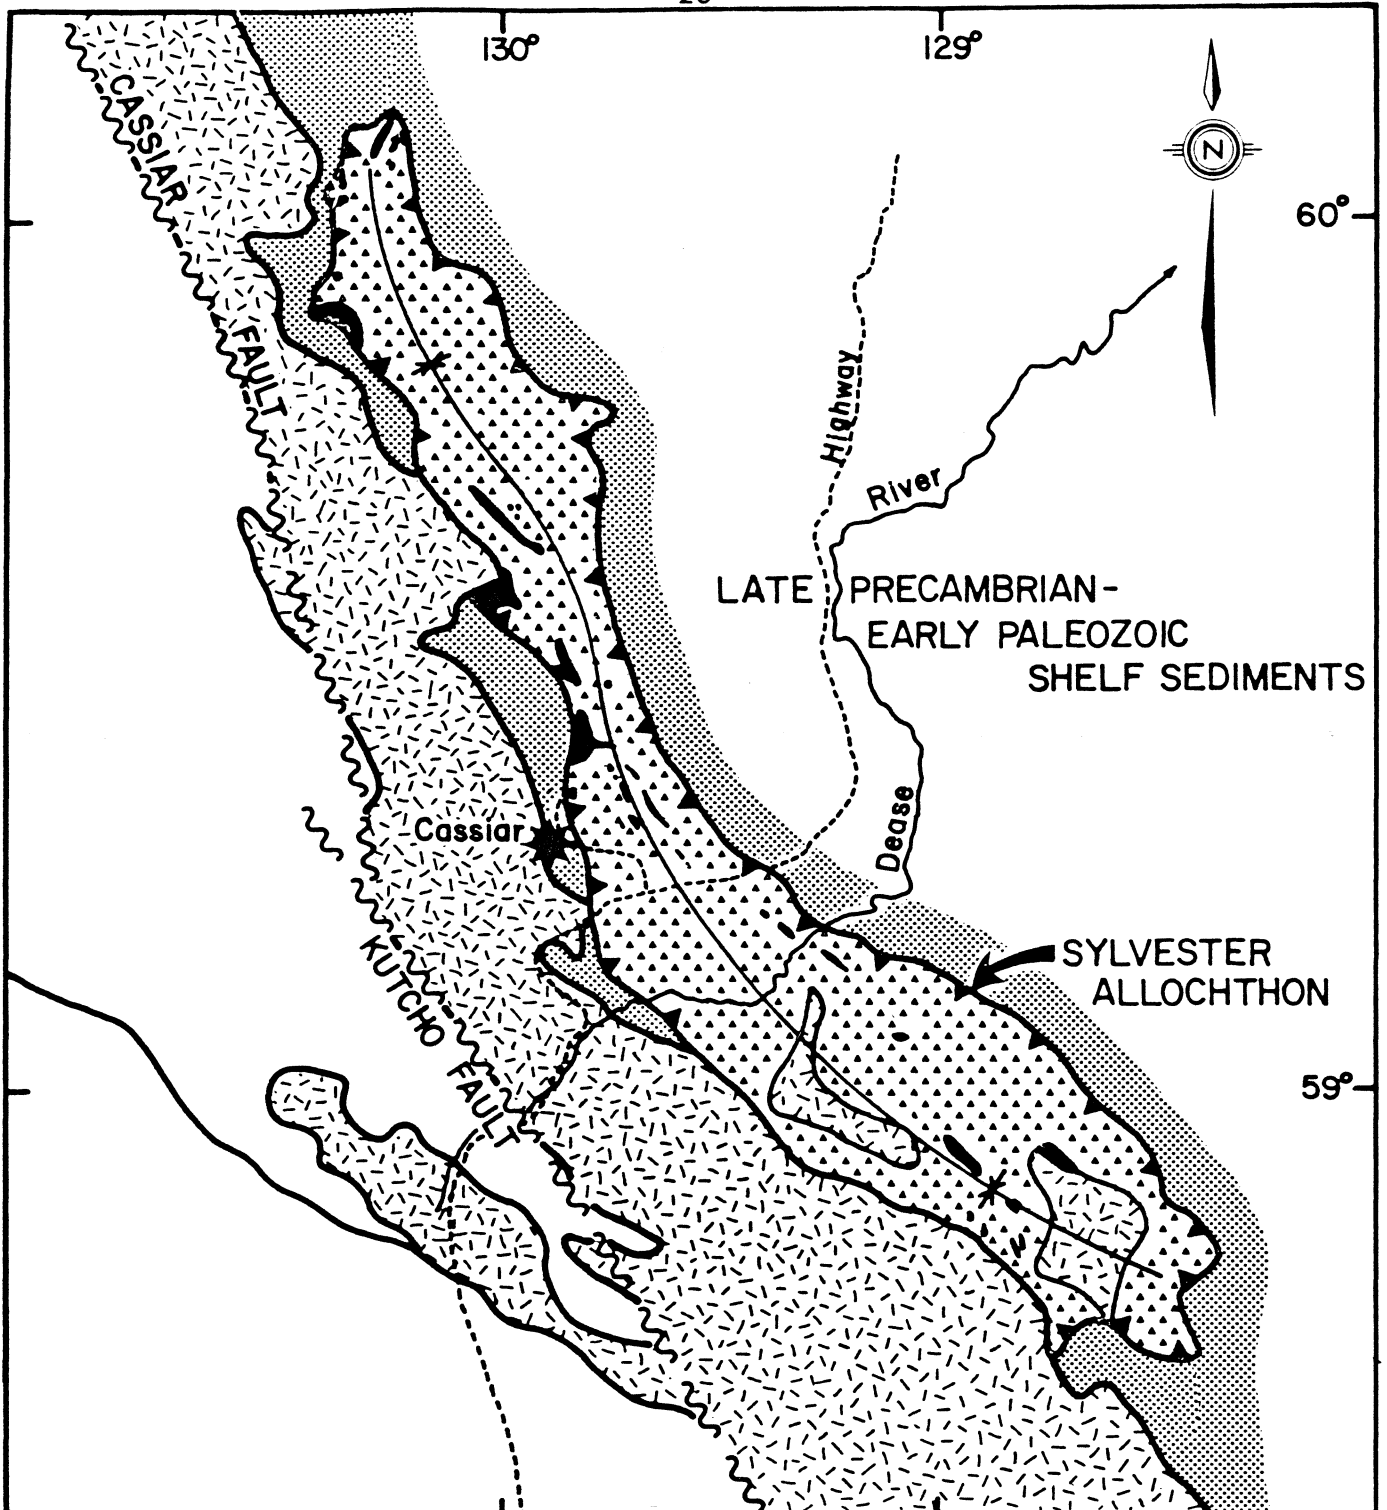 130°
129°
N
60°
CASSIAR
FAULT
Highway
River
LATE PRECAMBRIAN-
EARLY PALEOZOIC
SHELF SEDIMENTS
Cassiar
Dease
SYLVESTER
ALLOCHTHON
KUTCHO
FAULT
59°